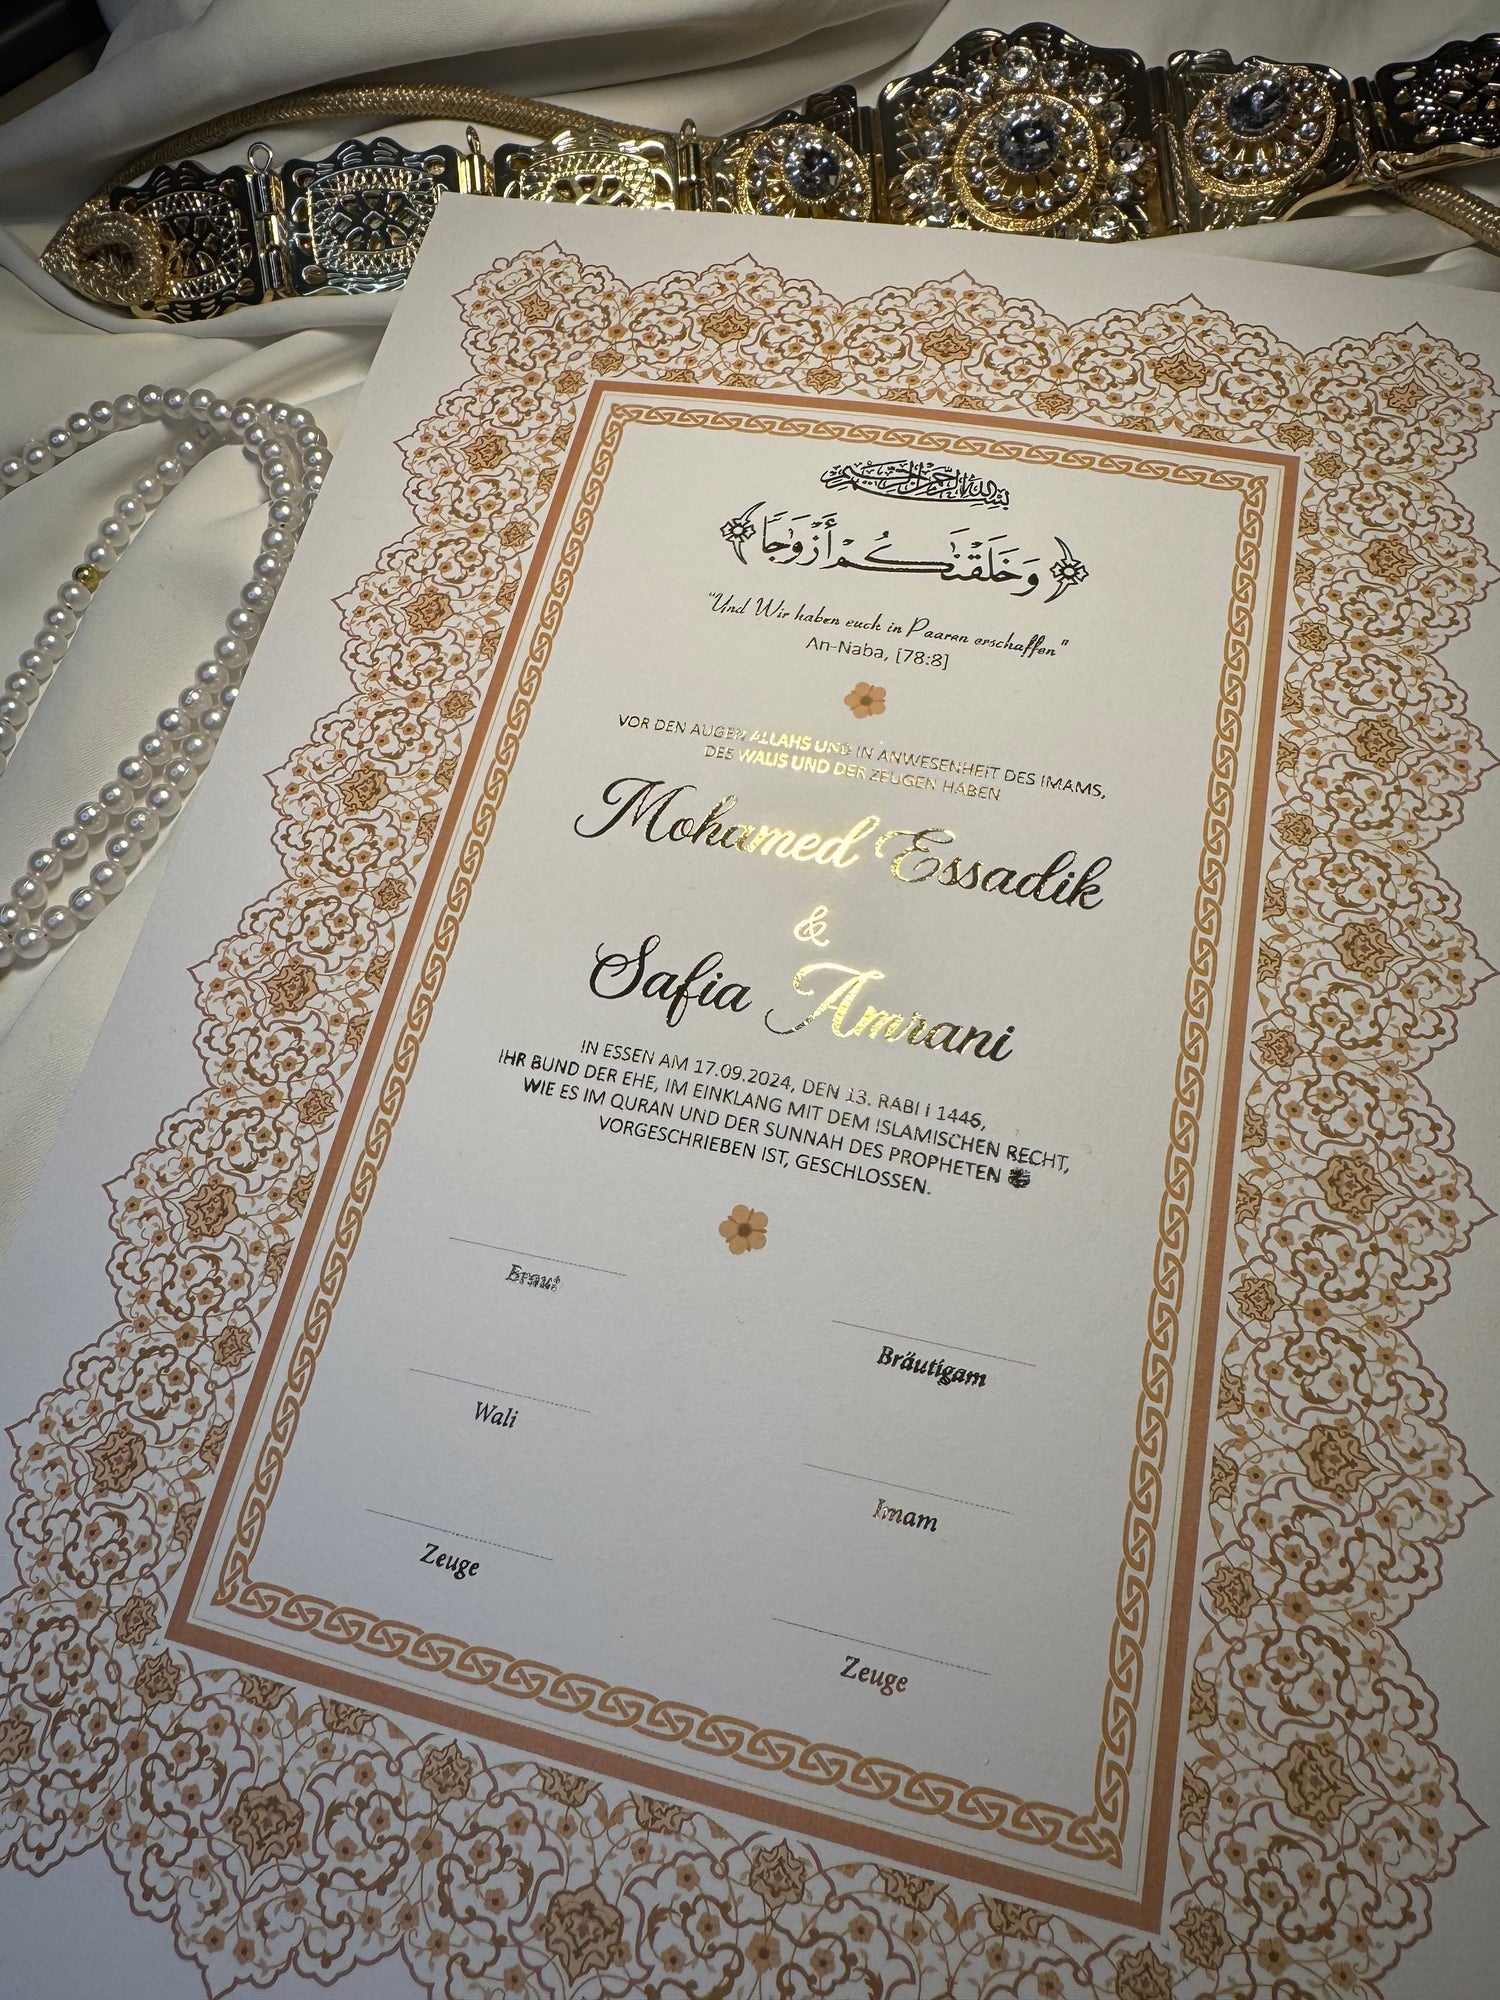 بسم الله الرحمن الرحيم
﴿وَخَلَقْنَٰكُمْ أَزْوَٰجًا﴾
"Und Wir haben euch in Paaren erschaffen"
An-Naba, [78:8]
VOR DEN AUGEN ALLAHS UND IN ANWESENHEIT DES IMAMS,
DES WALIS UND DER ZEUGEN HABEN
Mohamed Essadik
&
Safia Amrani
IN ESSEN AM 17.09.2024, DEN 13. RABI I 1446,
IHR BUND DER EHE, IM EINKLANG MIT DEM ISLAMISCHEN RECHT,
WIE ES IM QURAN UND DER SUNNAH DES PROPHETEN ﷺ
VORGESCHRIEBEN IST, GESCHLOSSEN.
Braut
Bräutigam
Wali
Imam
Zeuge
Zeuge